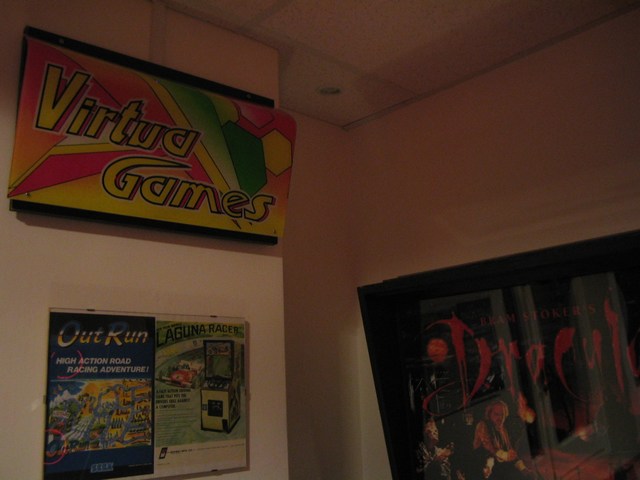 Virtua
Games
OutRun
HIGH ACTION ROAD
RACING ADVENTURE!
SEGA
LAGUNA RACER
BRAM STOKER'S
Dracula